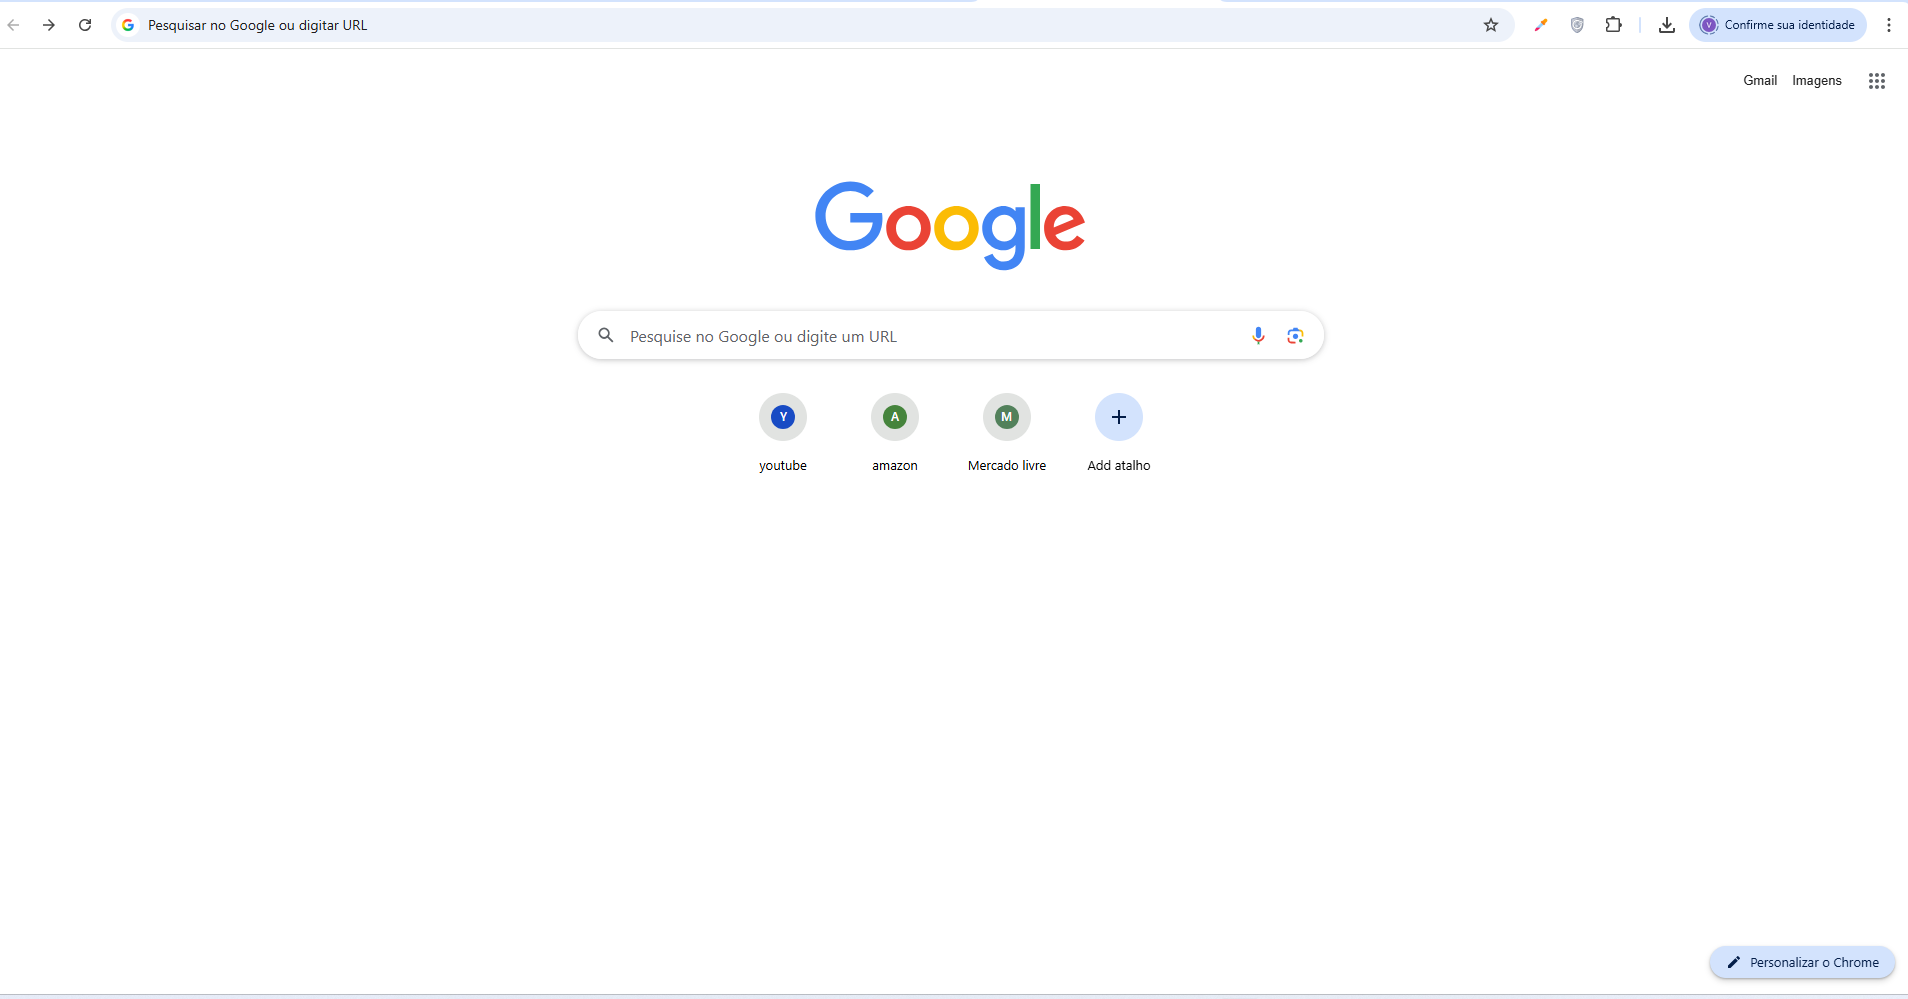 Pesquisar no Google ou digitar URL
V Confirme sua identidade
Gmail Imagens
Google
Pesquise no Google ou digite um URL
Y A M
youtube amazon Mercado livre Add atalho
Personalizar o Chrome